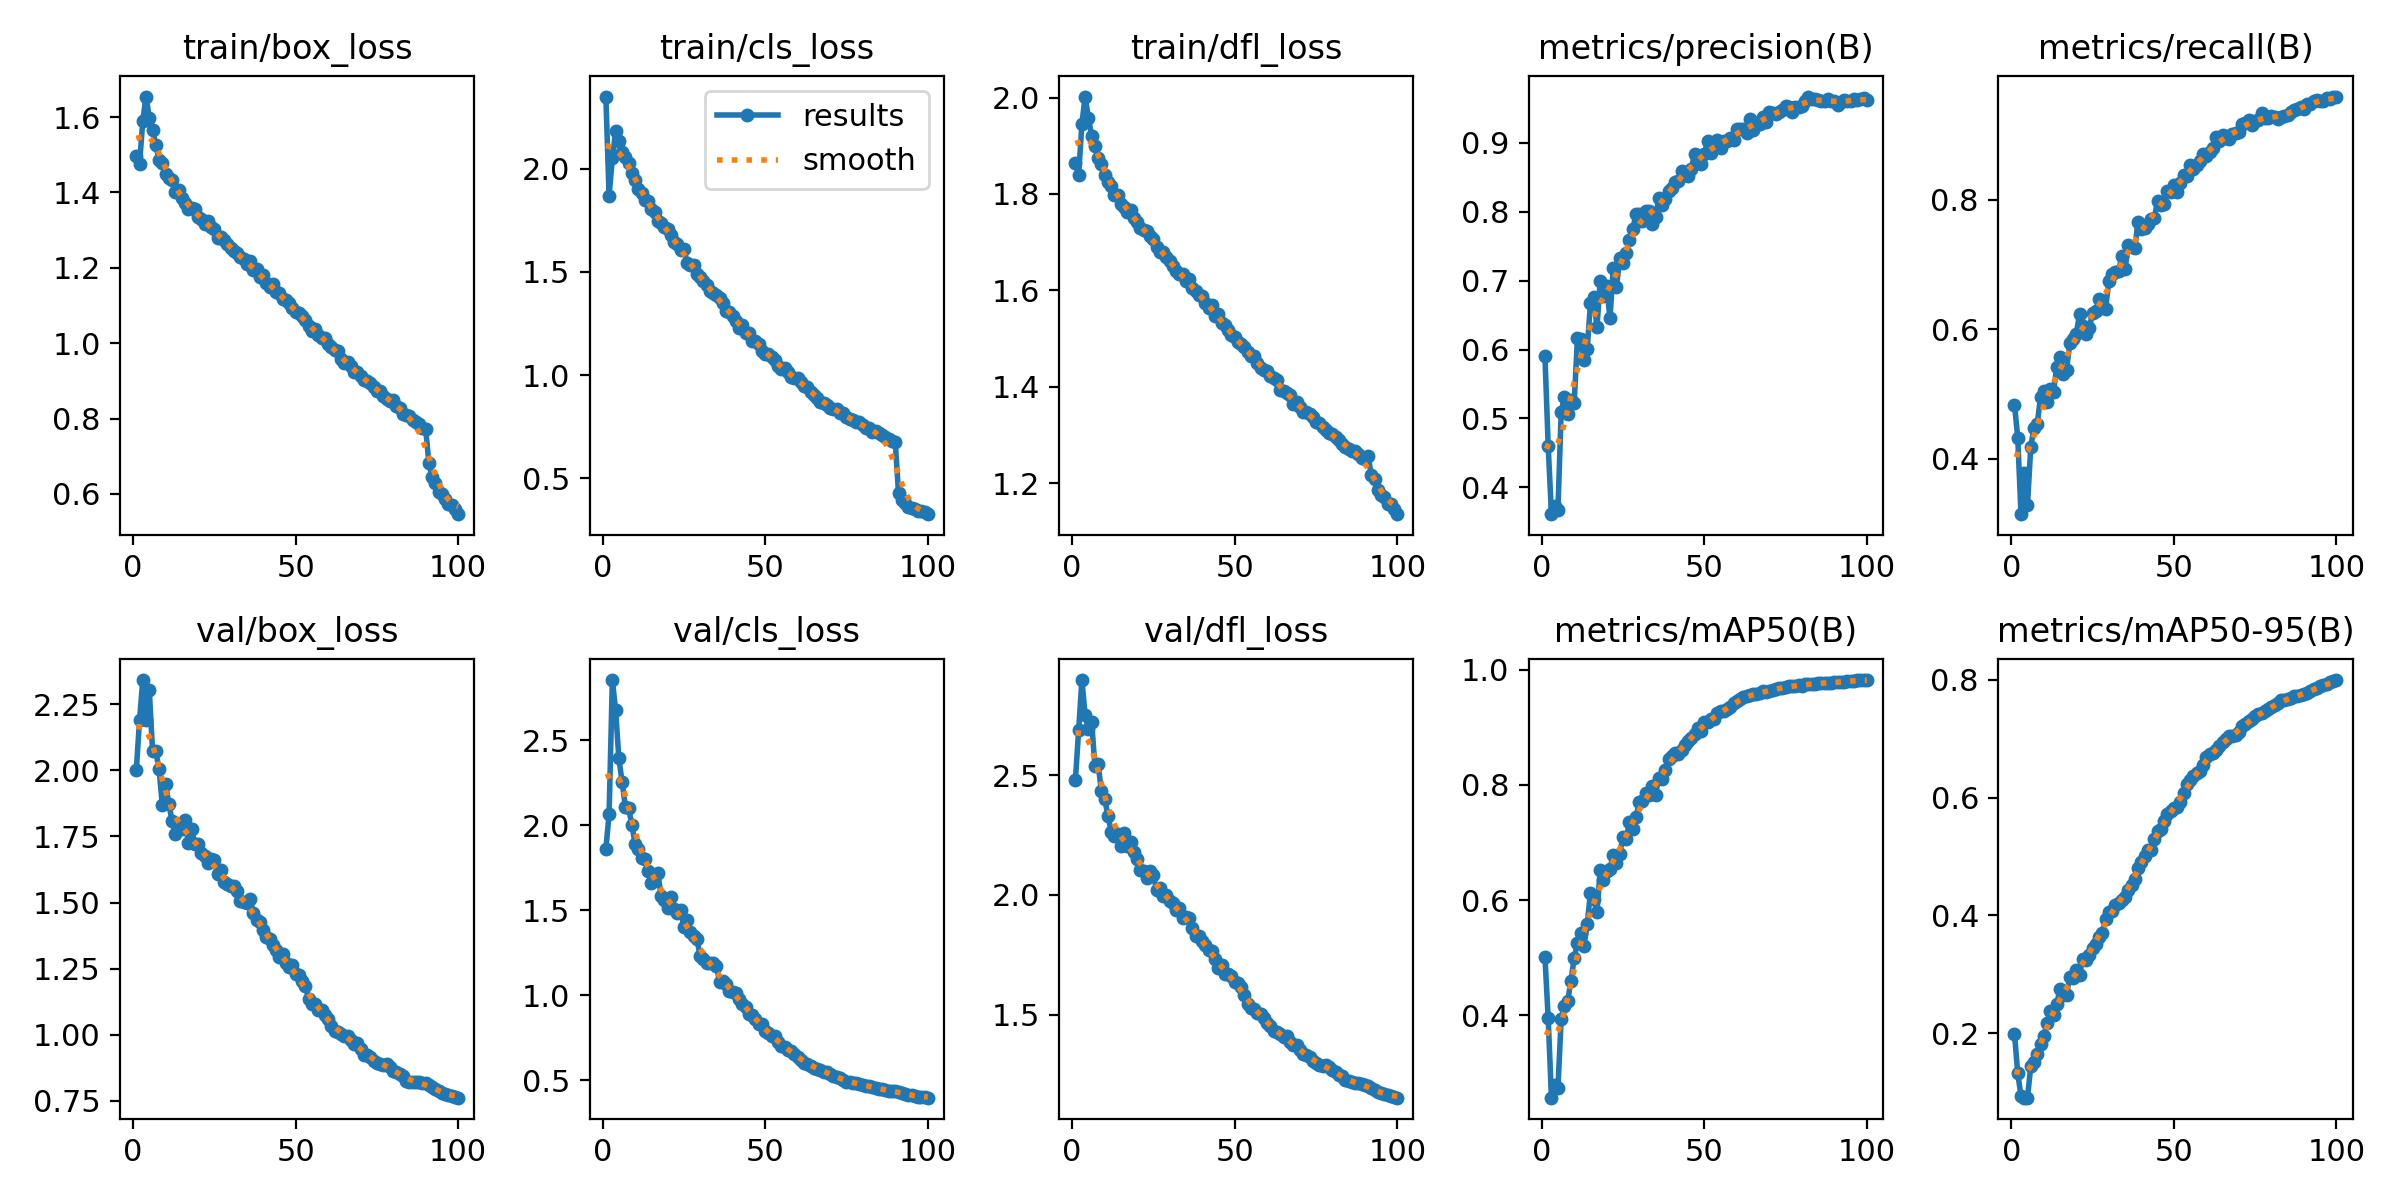 train/box_loss
1.6
1.4
1.2
1.0
0.8
0.6
0 50 100
train/cls_loss
results
smooth
2.0
1.5
1.0
0.5
0 50 100
train/dfl_loss
2.0
1.8
1.6
1.4
1.2
0 50 100
metrics/precision(B)
0.9
0.8
0.7
0.6
0.5
0.4
0 50 100
metrics/recall(B)
0.8
0.6
0.4
0 50 100
val/box_loss
2.25
2.00
1.75
1.50
1.25
1.00
0.75
0 50 100
val/cls_loss
2.5
2.0
1.5
1.0
0.5
0 50 100
val/dfl_loss
2.5
2.0
1.5
0 50 100
metrics/mAP50(B)
1.0
0.8
0.6
0.4
0 50 100
metrics/mAP50-95(B)
0.8
0.6
0.4
0.2
0 50 100